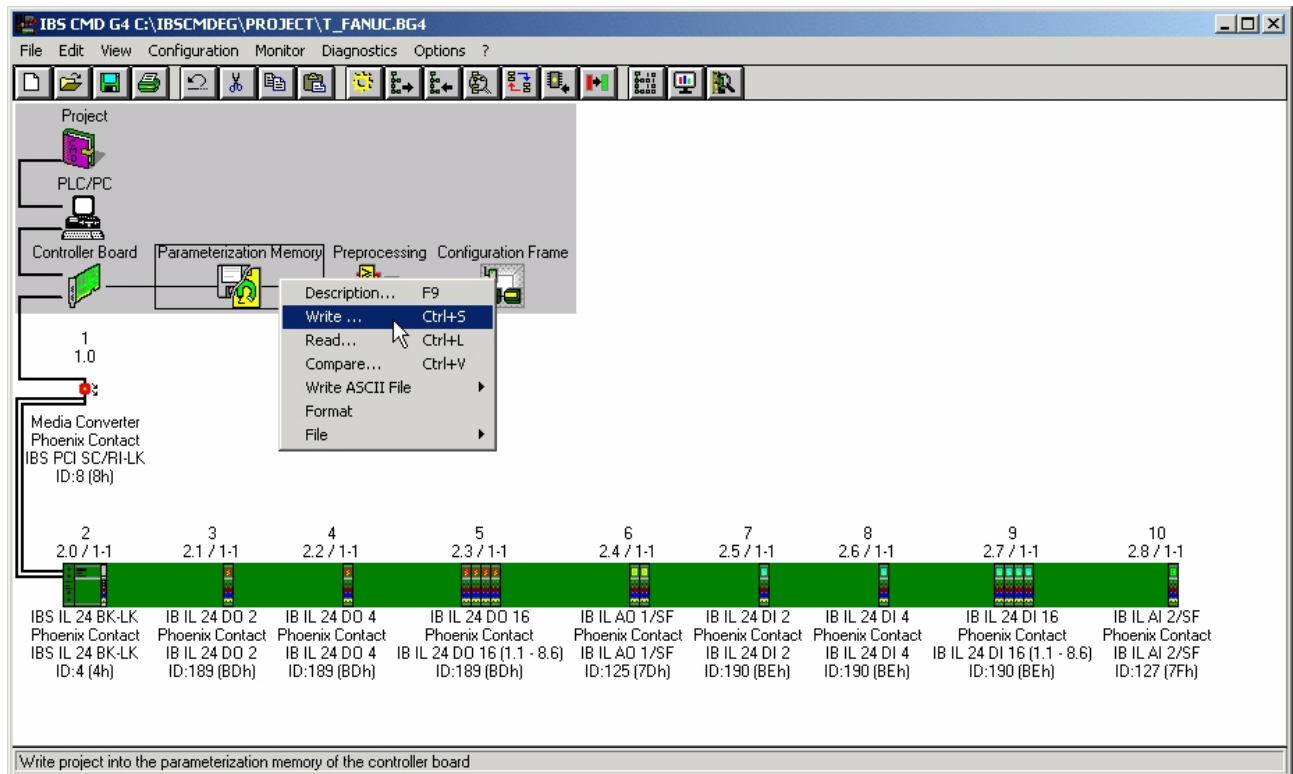 IBS CMD G4 C:\IBSCMDEG\PROJECT\T_FANUC.BG4
File Edit View Configuration Monitor Diagnostics Options ?
Project
PLC/PC
Controller Board Parameterization Memory Preprocessing Configuration Frame
Description... F9
Write ... Ctrl+S
Read... Ctrl+L
Compare... Ctrl+V
Write ASCII File
Format
File
1
1.0
Media Converter
Phoenix Contact
IBS PCI SC/RI-LK
ID:8 (8h)
2 3 4 5 6 7 8 9 10
2.0 / 1-1 2.1 / 1-1 2.2 / 1-1 2.3 / 1-1 2.4 / 1-1 2.5 / 1-1 2.6 / 1-1 2.7 / 1-1 2.8 / 1-1
IBS IL 24 BK-LK IB IL 24 DO 2 IB IL 24 DO 4 IB IL 24 DO 16 IB IL AO 1/SF IB IL 24 DI 2 IB IL 24 DI 4 IB IL 24 DI 16 IB IL AI 2/SF
Phoenix Contact Phoenix Contact Phoenix Contact Phoenix Contact Phoenix Contact Phoenix Contact Phoenix Contact Phoenix Contact Phoenix Contact
IBS IL 24 BK-LK IB IL 24 DO 2 IB IL 24 DO 4 IB IL 24 DO 16 (1.1 - 8.6) IB IL AO 1/SF IB IL 24 DI 2 IB IL 24 DI 4 IB IL 24 DI 16 (1.1 - 8.6) IB IL AI 2/SF
ID:4 (4h) ID:189 (BDh) ID:189 (BDh) ID:189 (BDh) ID:125 (7Dh) ID:190 (BEh) ID:190 (BEh) ID:190 (BEh) ID:127 (7Fh)
Write project into the parameterization memory of the controller board